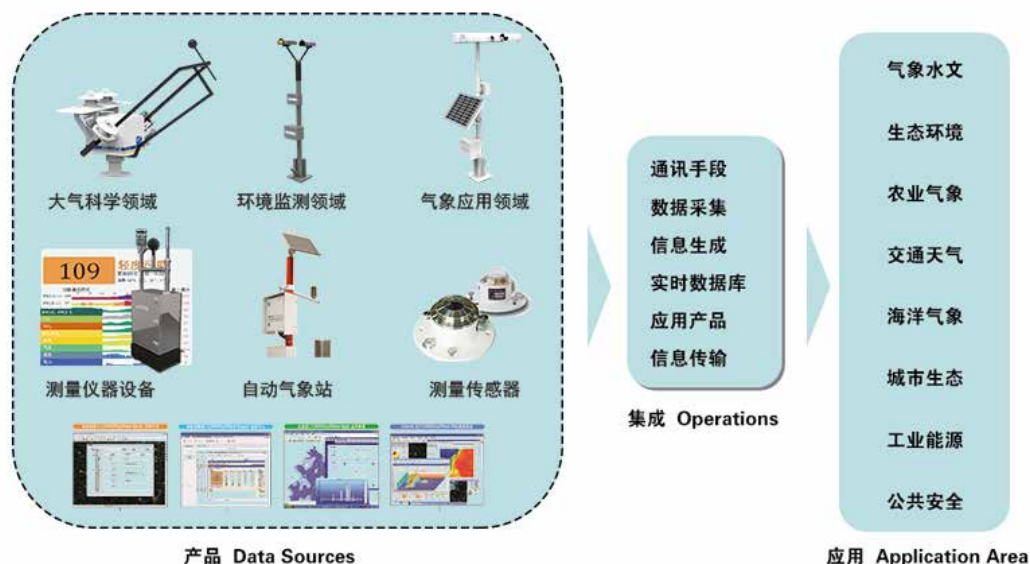 大气科学领域
环境监测领域
气象应用领域
109
测量仪器设备
自动气象站
测量传感器
产品 Data Sources
通讯手段
数据采集
信息生成
实时数据库
应用产品
信息传输
集成 Operations
气象水文
生态环境
农业气象
交通天气
海洋气象
城市生态
工业能源
公共安全
应用 Application Area